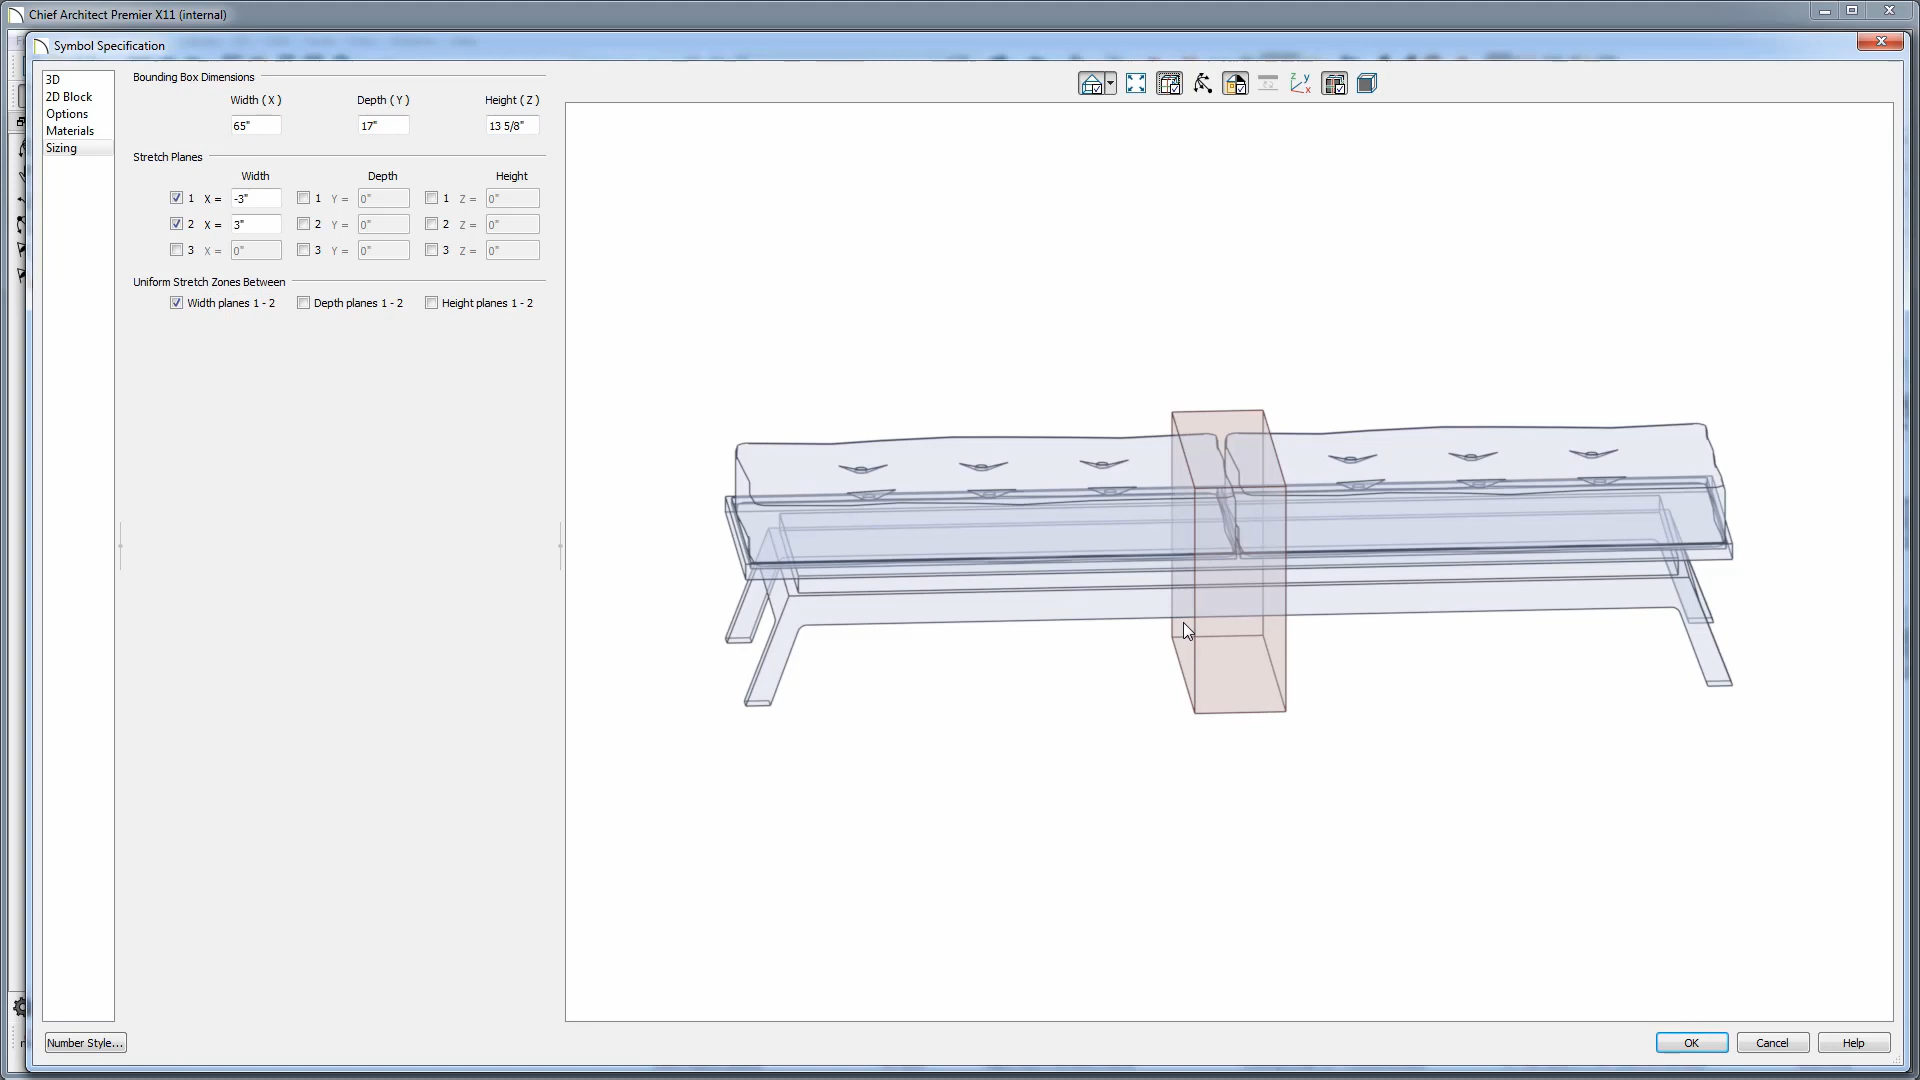 Chief Architect Premier X11 (internal)
Symbol Specification
3D
2D Block
Options
Materials
Sizing
Bounding Box Dimensions
Width ( X ) Depth ( Y ) Height ( Z )
65" 17" 13 5/8"
Stretch Planes
Width Depth Height
1 X = -3" 1 Y = 0" 1 Z = 0"
2 X = 3" 2 Y = 0" 2 Z = 0"
3 X = 0" 3 Y = 0" 3 Z = 0"
Uniform Stretch Zones Between
Width planes 1 - 2 Depth planes 1 - 2 Height planes 1 - 2
Z Y X
Number Style... OK Cancel Help